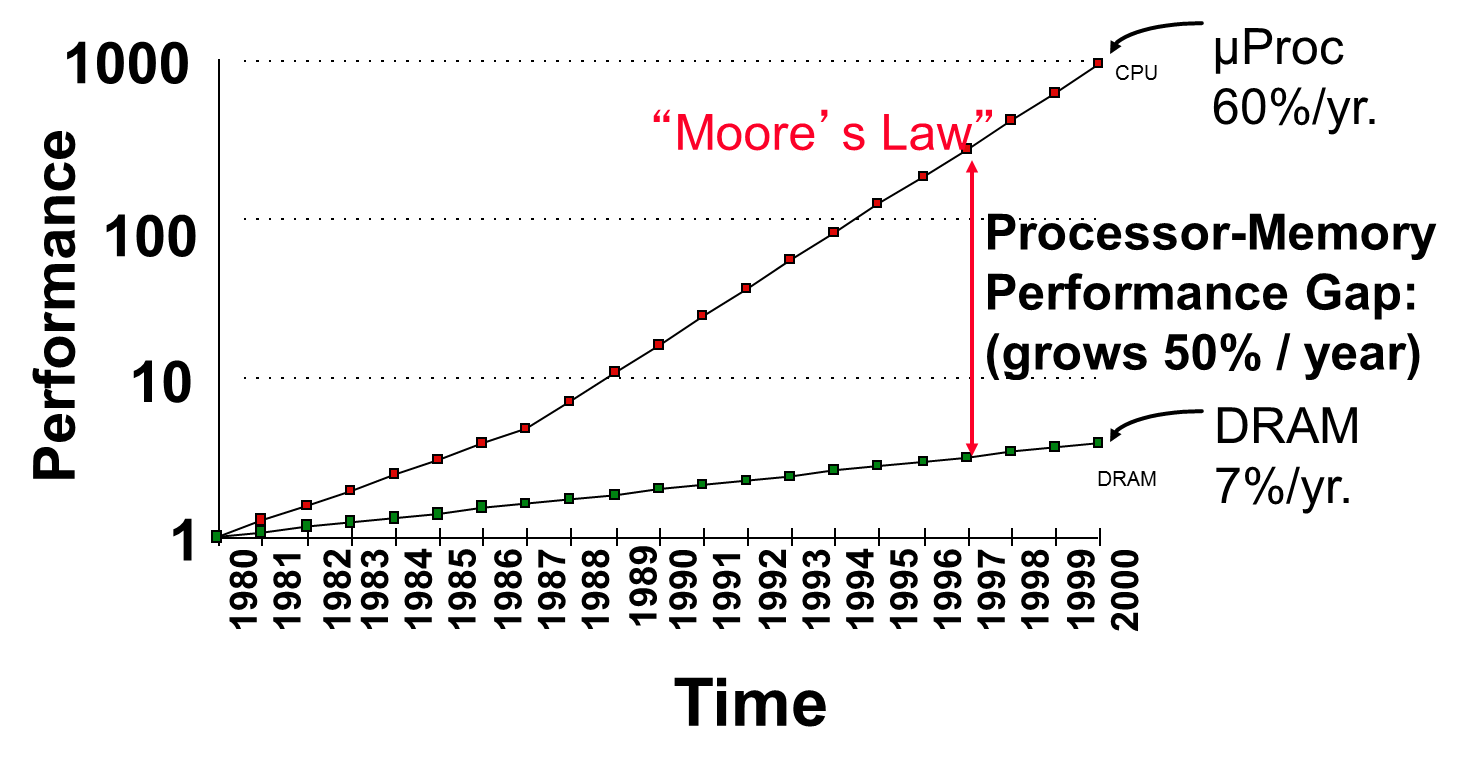 1000
100
10
1
Performance
“Moore’s Law”
CPU
µProc
60%/yr.
Processor-Memory
Performance Gap:
(grows 50% / year)
DRAM
7%/yr.
DRAM
1980
1981
1982
1983
1984
1985
1986
1987
1988
1989
1990
1991
1992
1993
1994
1995
1996
1997
1998
1999
2000
Time